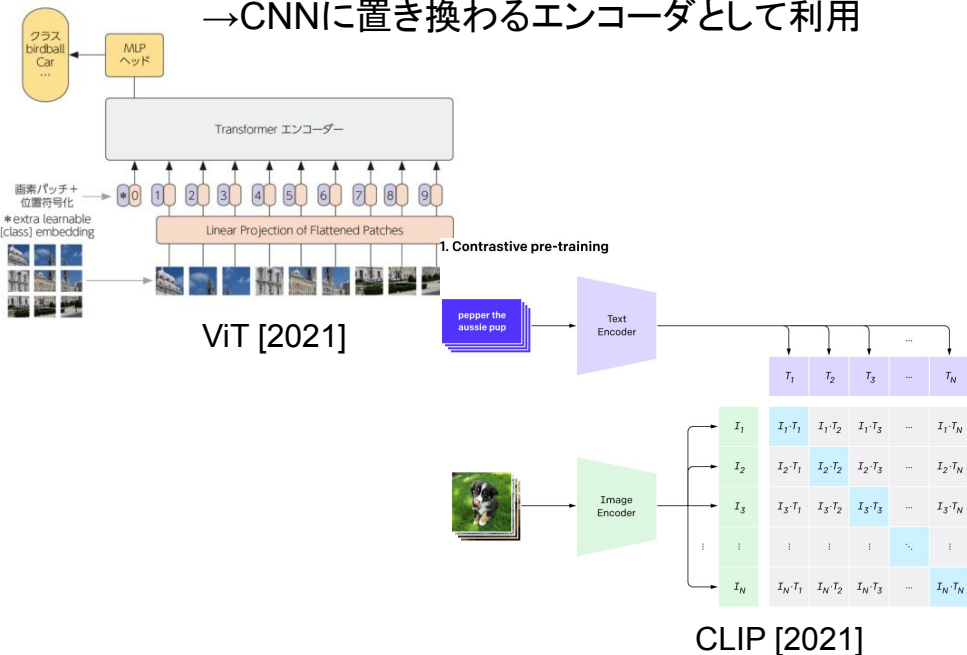 →CNNに置き換わるエンコーダとして利用
クラス
birdball
Car
…
MLP
ヘッド
Transformer エンコーダー
画素パッチ+
位置符号化
*0 1 2 3 4 5 6 7 8 9
*extra learnable
[class] embedding
Linear Projection of Flattened Patches
ViT [2021]
1. Contrastive pre-training
pepper the
aussie pup
Text
Encoder
…
T1 T2 T3 … TN
I1 I1·T1 I1·T2 I1·T3 … I1·TN
I2 I2·T1 I2·T2 I2·T3 … I2·TN
Image
Encoder
I3 I3·T1 I3·T2 I3·T3 … I3·TN
⋮ ⋮ ⋮ ⋮ ⋮ ⋱ ⋮
IN IN·T1 IN·T2 IN·T3 … IN·TN
CLIP [2021]